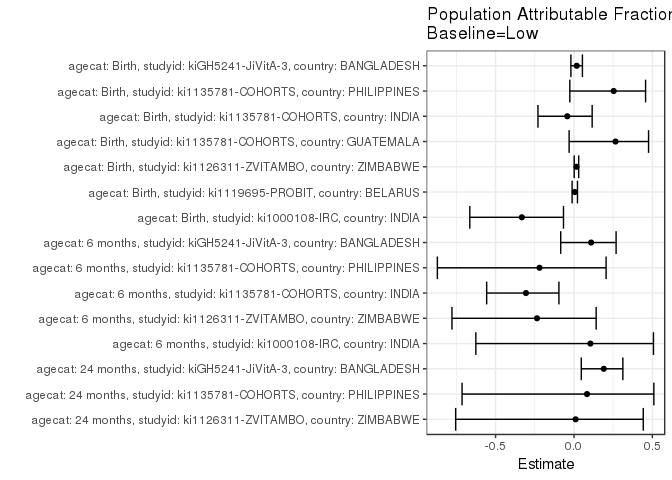 Population Attributable Fraction
Baseline=Low
agecat: Birth, studyid: kiGH5241-JiVitA-3, country: BANGLADESH
agecat: Birth, studyid: ki1135781-COHORTS, country: PHILIPPINES
agecat: Birth, studyid: ki1135781-COHORTS, country: INDIA
agecat: Birth, studyid: ki1135781-COHORTS, country: GUATEMALA
agecat: Birth, studyid: ki1126311-ZVITAMBO, country: ZIMBABWE
agecat: Birth, studyid: ki1119695-PROBIT, country: BELARUS
agecat: Birth, studyid: ki1000108-IRC, country: INDIA
agecat: 6 months, studyid: kiGH5241-JiVitA-3, country: BANGLADESH
agecat: 6 months, studyid: ki1135781-COHORTS, country: PHILIPPINES
agecat: 6 months, studyid: ki1135781-COHORTS, country: INDIA
agecat: 6 months, studyid: ki1126311-ZVITAMBO, country: ZIMBABWE
agecat: 6 months, studyid: ki1000108-IRC, country: INDIA
agecat: 24 months, studyid: kiGH5241-JiVitA-3, country: BANGLADESH
agecat: 24 months, studyid: ki1135781-COHORTS, country: PHILIPPINES
agecat: 24 months, studyid: ki1126311-ZVITAMBO, country: ZIMBABWE
-0.5 0.0 0.5
Estimate